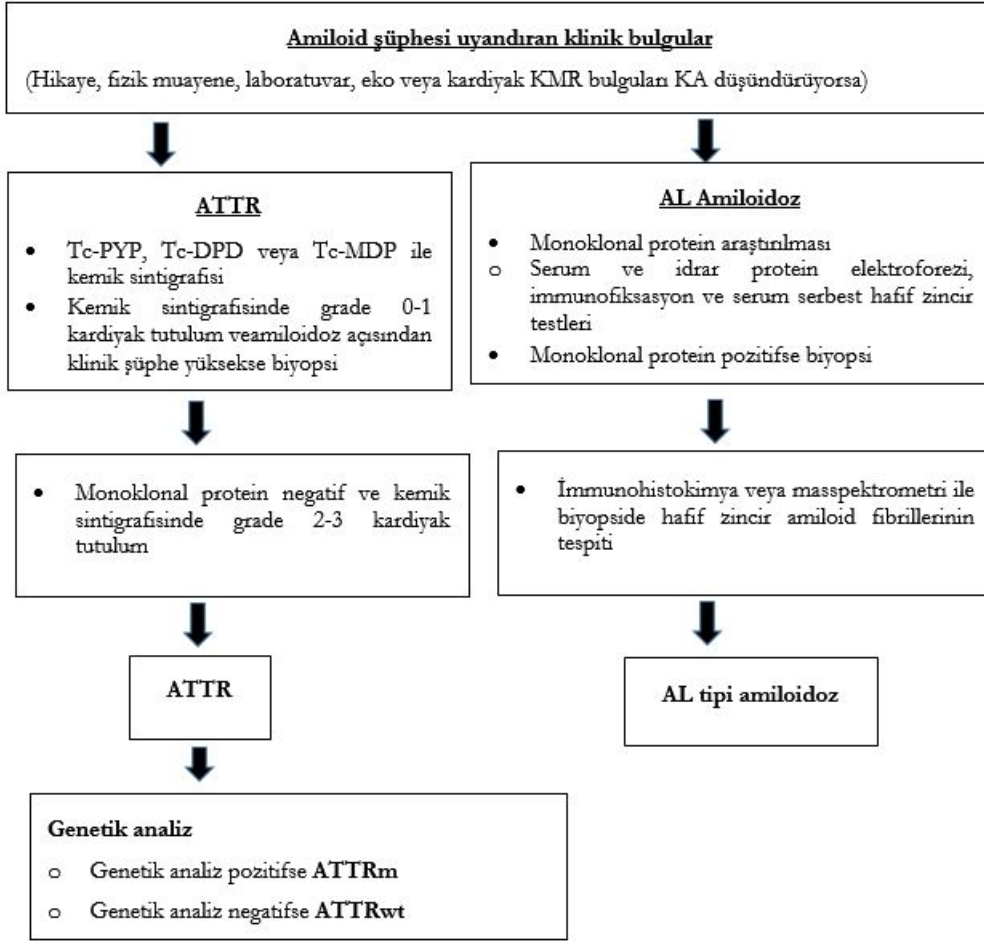 Amiloid şüphesi uyandıran klinik bulgular
(Hikaye, fizik muayene, laboratuvar, eko veya kardiyak KMR bulguları KA düşündürüyorsa)
ATTR
• Tc-PYP, Tc-DPD veya Tc-MDP ile
kemik sintigrafisi
• Kemik sintigrafisinde grade 0-1
kardiyak tutulum veamiloidoz açısından
klinik şüphe yüksekse biyopsi
AL Amiloidoz
• Monoklonal protein araştırılması
o Serum ve idrar protein elektroforezi,
immunofiksasyon ve serum serbest hafif zincir
testleri
• Monoklonal protein pozitifse biyopsi
• Monoklonal protein negatif ve kemik
sintigrafisinde grade 2-3 kardiyak
tutulum
• İmmunohistokimya veya masspektrometri ile
biyopside hafif zincir amiloid fibrillerinin
tespiti
ATTR
AL tipi amiloidoz
Genetik analiz
o Genetik analiz pozitifse ATTRm
o Genetik analiz negatifse ATTRwt